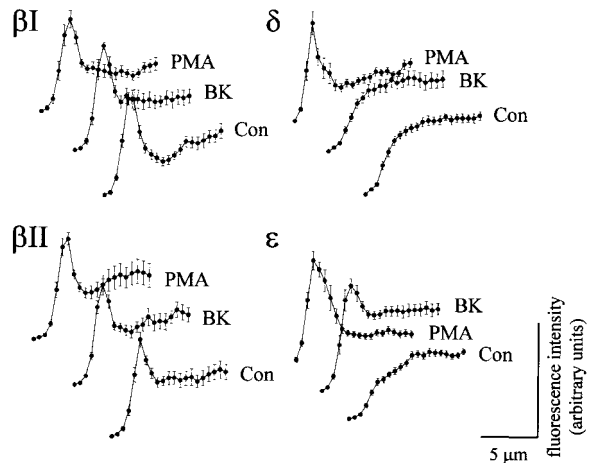 βI
PMA
BK
Con
δ
PMA
BK
Con
βII
PMA
BK
Con
ε
BK
PMA
Con
fluorescence intensity
(arbitrary units)
5 μm